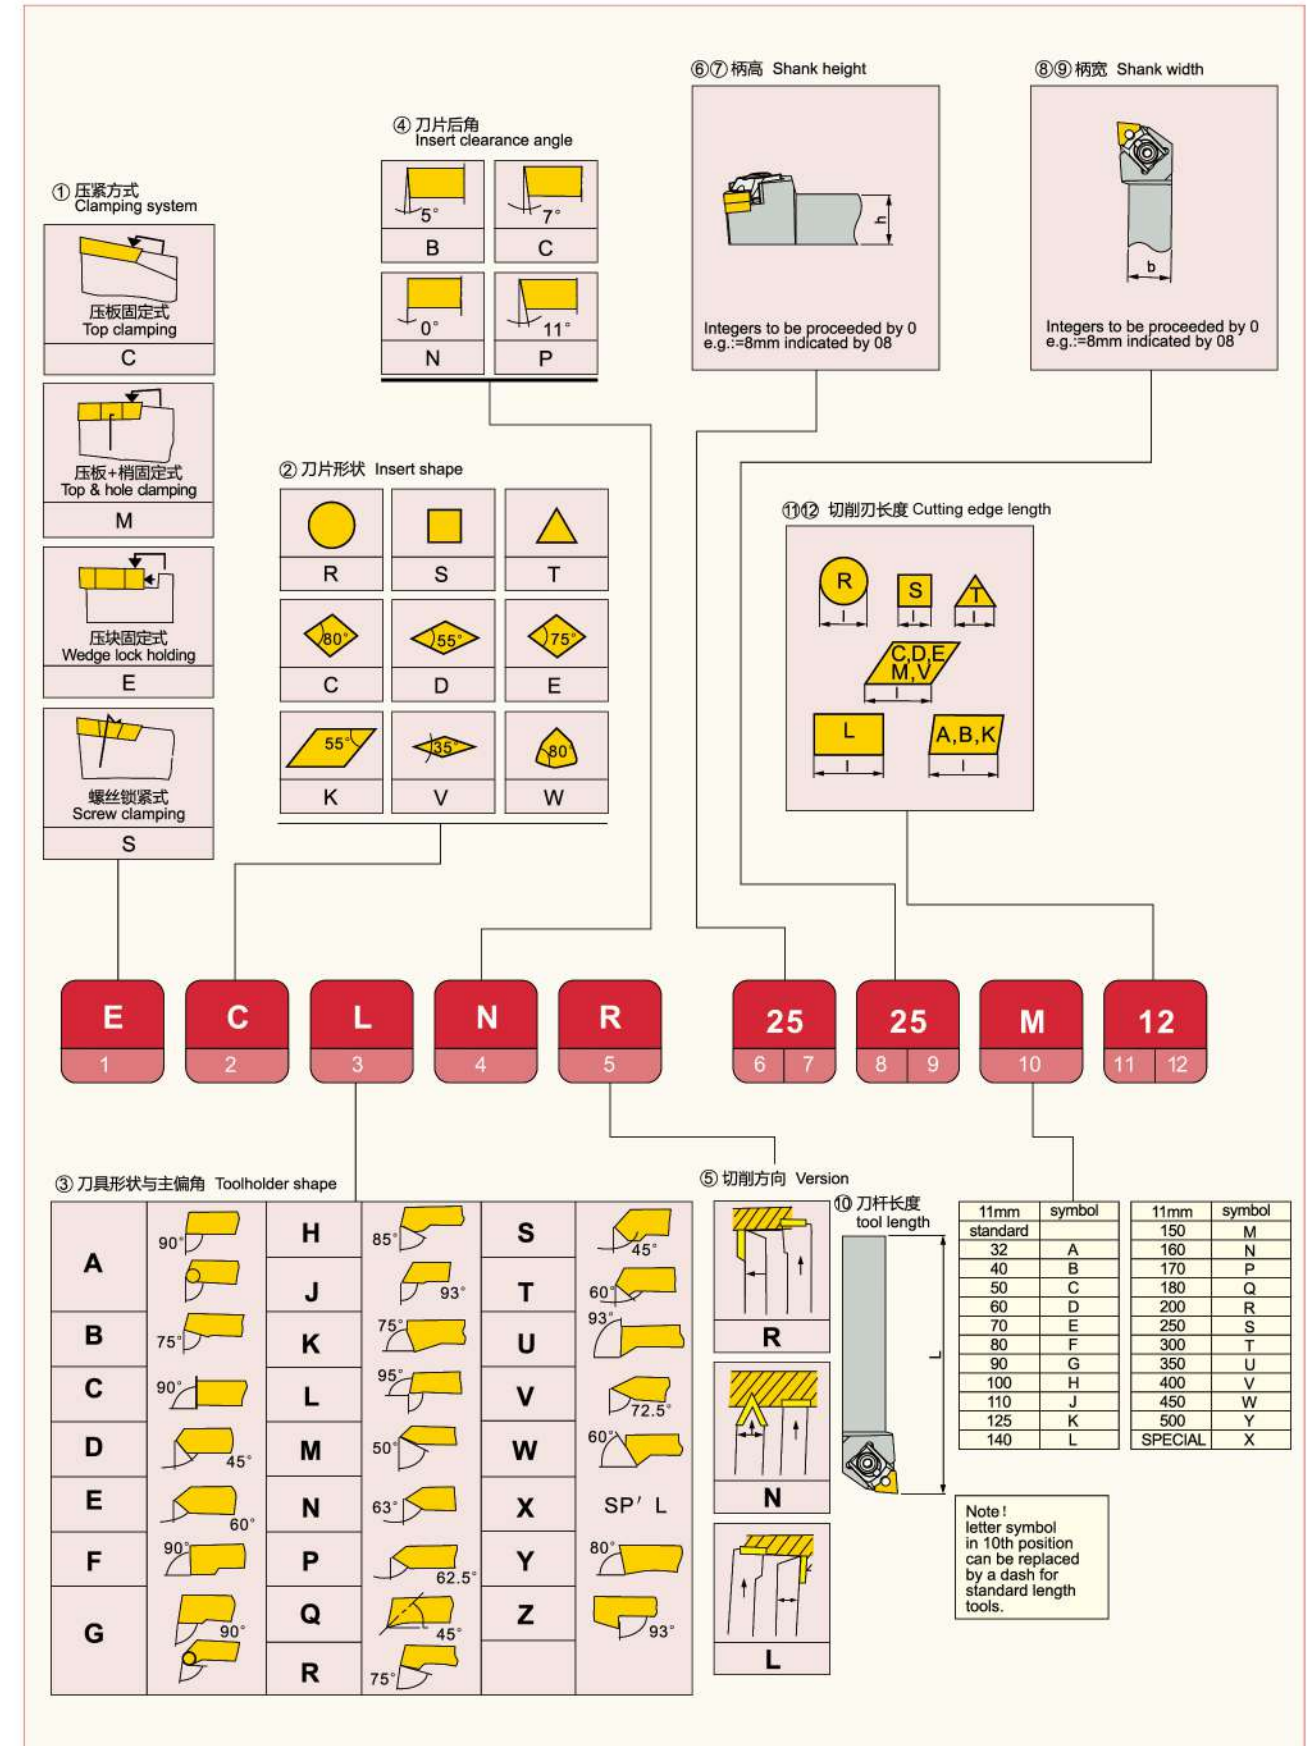 ⑥⑦ 柄高 Shank height
h
Integers to be proceeded by 0
e.g.:=8mm indicated by 08
⑧⑨ 柄宽 Shank width
b
Integers to be proceeded by 0
e.g.:=8mm indicated by 08
④ 刀片后角
Insert clearance angle
5° 7°
B C
0° 11°
N P
① 压紧方式
Clamping system
压板固定式
Top clamping
C
压板+梢固定式
Top & hole clamping
M
压块固定式
Wedge lock holding
E
螺丝锁紧式
Screw clamping
S
② 刀片形状 Insert shape
R S T
80° 55° 75°
C D E
55° 35° 80°
K V W
⑪⑫ 切削刃长度 Cutting edge length
R S T
l l l
C,D,E
M,V
l
L A,B,K
l l
E C L N R 25 25 M 12
1 2 3 4 5 6 7 8 9 10 11 12
③ 刀具形状与主偏角 Toolholder shape
A 90°
B 75°
C 90°
D 45°
E 60°
F 90°
G 90°
H 85°
J 93°
K 75°
L 95°
M 50°
N 63°
P 62.5°
Q 45°
R 75°
S 45°
T 60°
U 93°
V 72.5°
W 60°
X SP' L
Y 80°
Z 93°
⑤ 切削方向 Version
R
N
L
⑩ 刀杆长度
tool length
L
11mm symbol
standard
32 A
40 B
50 C
60 D
70 E
80 F
90 G
100 H
110 J
125 K
140 L
11mm symbol
150 M
160 N
170 P
180 Q
200 R
250 S
300 T
350 U
400 V
450 W
500 Y
SPECIAL X
Note!
letter symbol
in 10th position
can be replaced
by a dash for
standard length
tools.